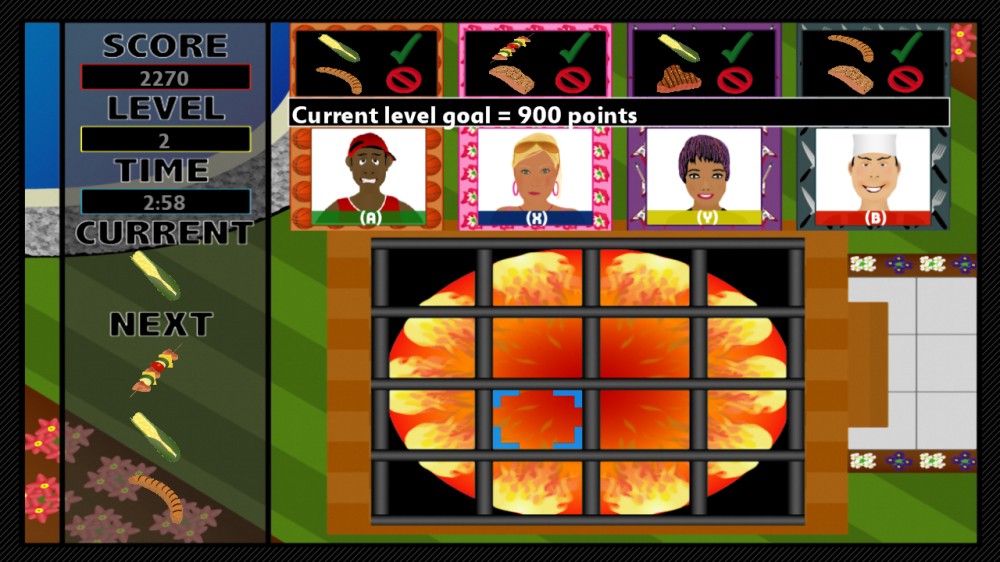 SCORE
2270
LEVEL
2
TIME
2:58
CURRENT
NEXT
Current level goal = 900 points
(A)
(X)
(Y)
(B)